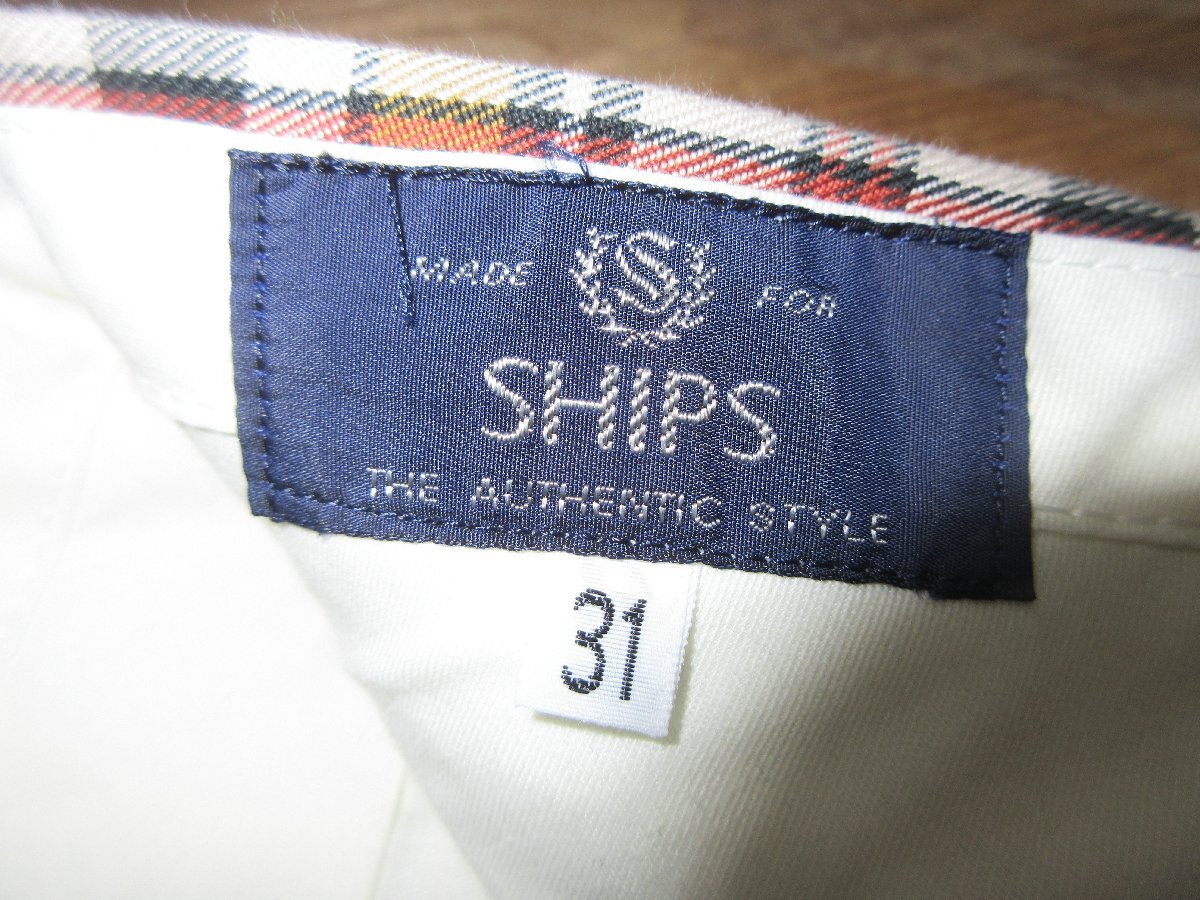 MADE S FOR
SHIPS
THE AUTHENTIC STYLE
31